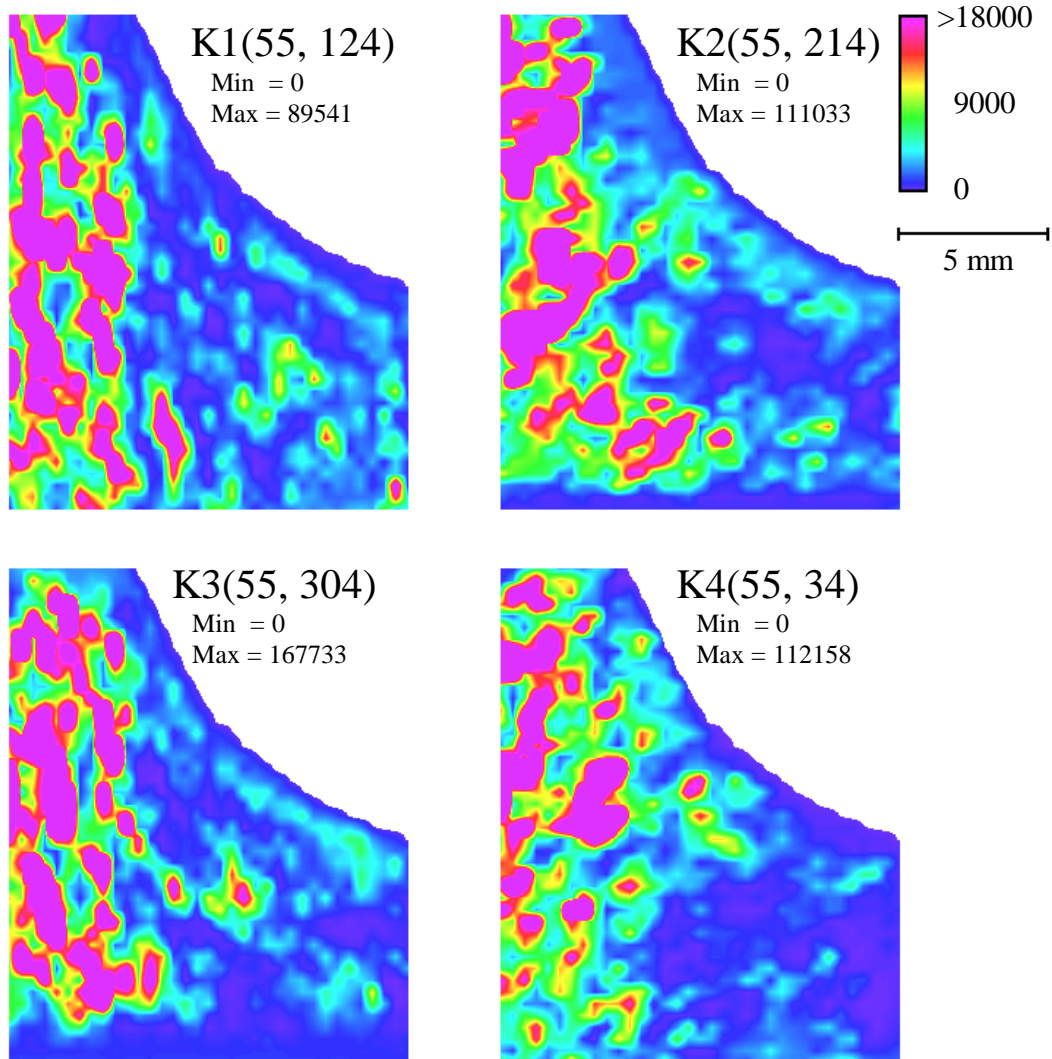 K1(55, 124)
Min = 0
Max = 89541
K2(55, 214)
Min = 0
Max = 111033
>18000
9000
0
5 mm
K3(55, 304)
Min = 0
Max = 167733
K4(55, 34)
Min = 0
Max = 112158